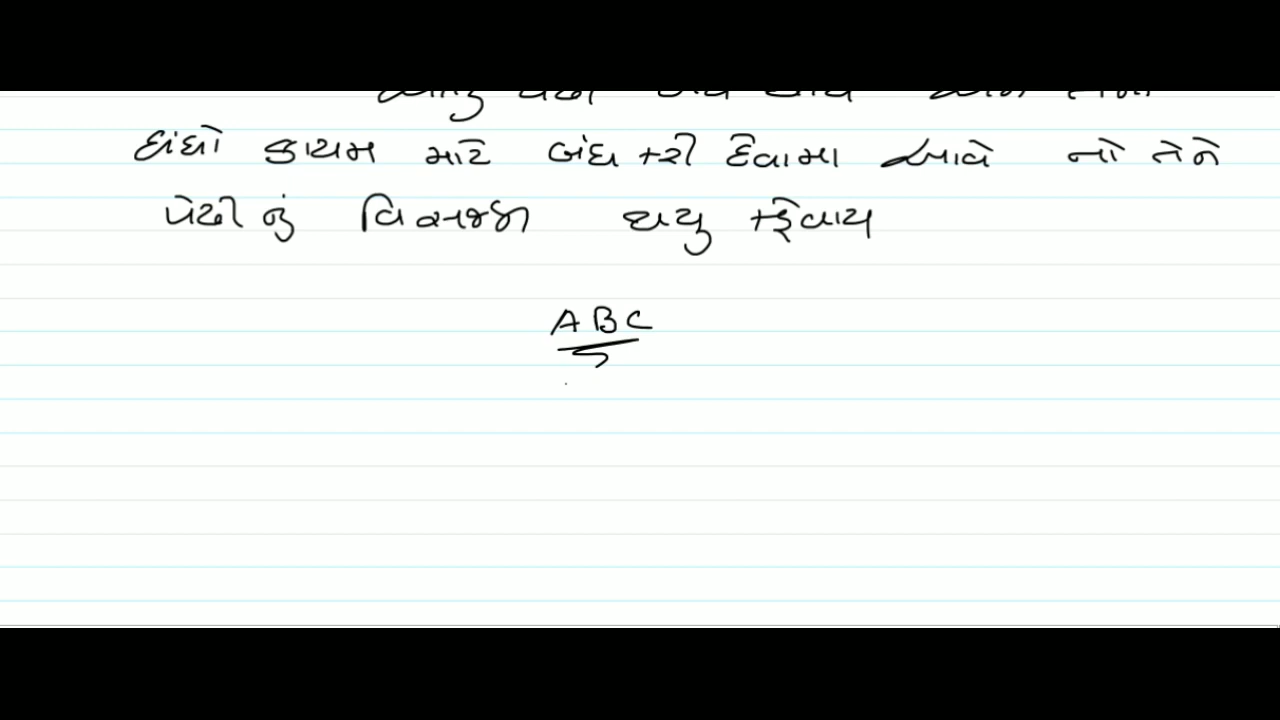 ધંધો કાયમ માટે બંધ કરી દેવામા આવે તો તેને
પેઢી નું વિસર્જન થયુ કહેવાય
ABC